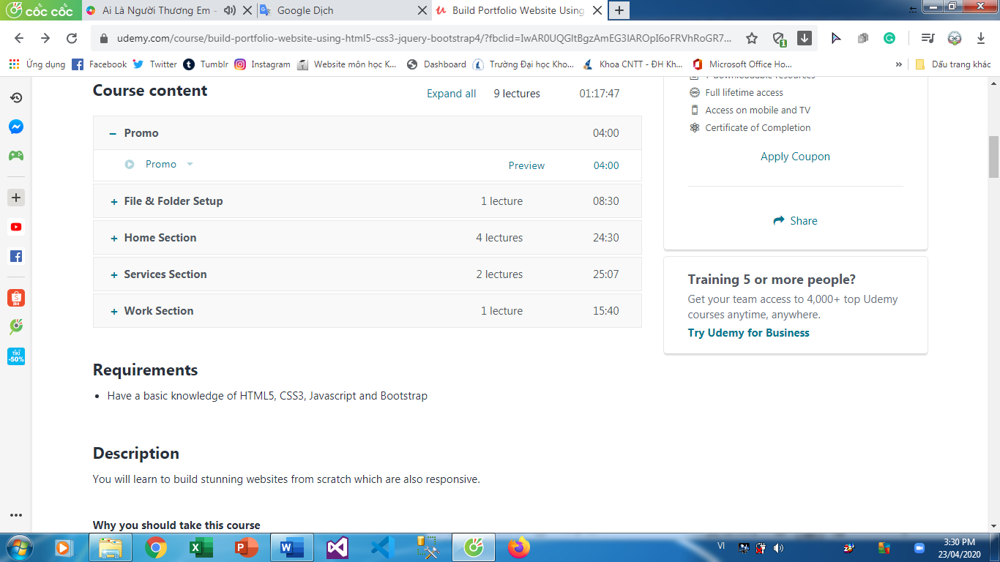 cốc cốc
Ai Là Người Thương Em -
Google Dịch
Build Portfolio Website Using
udemy.com/course/build-portfolio-website-using-html5-css3-jquery-bootstrap4/?fbclid=IwAR0UQGltBgzAmEG3lAROpI6oFRVhRoGR7...
1
Ứng dụng
Facebook
Twitter
Tumblr
Instagram
Website môn học K...
Dashboard
Trường Đại học Kho...
Khoa CNTT - ĐH Kh...
Microsoft Office Ho...
»
Dấu trang khác
Course content
Expand all
9 lectures
01:17:47
7 downloadable resources
Full lifetime access
Access on mobile and TV
Certificate of Completion
Apply Coupon
Share
– Promo 04:00
Promo Preview 04:00
+ File & Folder Setup 1 lecture 08:30
+ Home Section 4 lectures 24:30
+ Services Section 2 lectures 25:07
+ Work Section 1 lecture 15:40
Training 5 or more people?
Get your team access to 4,000+ top Udemy
courses anytime, anywhere.
Try Udemy for Business
Requirements
• Have a basic knowledge of HTML5, CSS3, Javascript and Bootstrap
Description
You will learn to build stunning websites from scratch which are also responsive.
Why you should take this course
TIKI
-50%
VI
3:30 PM
23/04/2020